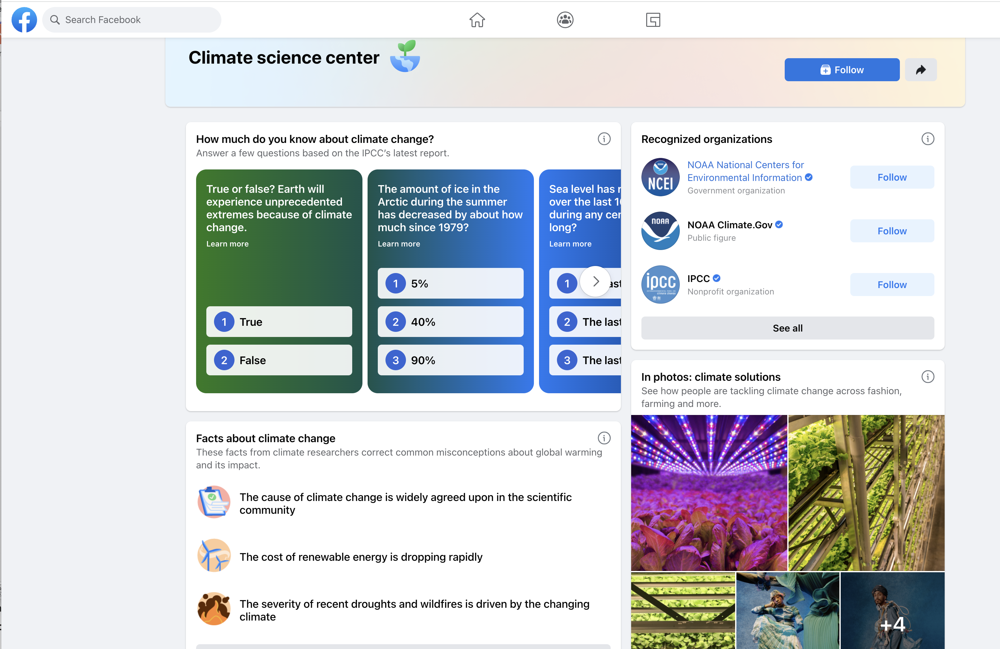 Search Facebook
Climate science center
Follow
How much do you know about climate change?
Answer a few questions based on the IPCC’s latest report.
True or false? Earth will
experience unprecedented
extremes because of climate
change.
Learn more
1 True
2 False
The amount of ice in the
Arctic during the summer
has decreased by about how
much since 1979?
Learn more
1 5%
2 40%
3 90%
Sea level has
over the last
during any
long?
Learn more
1
2 The last
3 The last
Recognized organizations
NCEI
NOAA National Centers for
Environmental Information
Government organization
Follow
NOAA
NOAA Climate.Gov
Public figure
Follow
ipcc
INTERGOVERNMENTAL PANEL ON
climate change
IPCC
Nonprofit organization
Follow
See all
In photos: climate solutions
See how people are tackling climate change across fashion,
farming and more.
+4
Facts about climate change
These facts from climate researchers correct common misconceptions about global warming
and its impact.
The cause of climate change is widely agreed upon in the scientific
community
The cost of renewable energy is dropping rapidly
The severity of recent droughts and wildfires is driven by the changing
climate